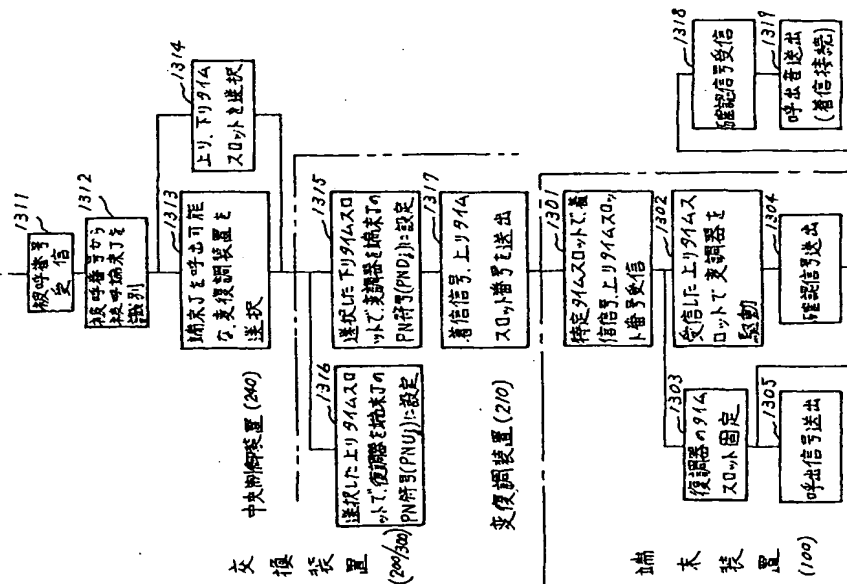 1311
被呼番号
受信
1312
被呼番号から
被呼端末Jを
識別
1313
端末Jを呼出可能
な変復調装置を
選択
1314
上り、下りタイム
スロットを選択
中央制御装置(240)
1315
選択した下りタイムスロ
ットで、変調器を端末Jの
PN符号(PNDj)に設定
1316
選択した上りタイムスロ
ットで、復調器を端末Jの
PN符号(PNUj)に設定
1317
着信信号、上りタイム
スロット番号を送出
変復調装置(210)
交換装置
(200/300)
1301
特定タイムスロットで、着
信信号、上りタイムスロッ
ト番号受信
1302
受信した上りタイムス
ロットで変調器を
駆動
1303
復調器のタイム
スロット固定
1304
確認信号送出
1305
呼出信号送出
端末装置
(100)
1318
確認信号受信
1319
呼出音送出
(着信接続)